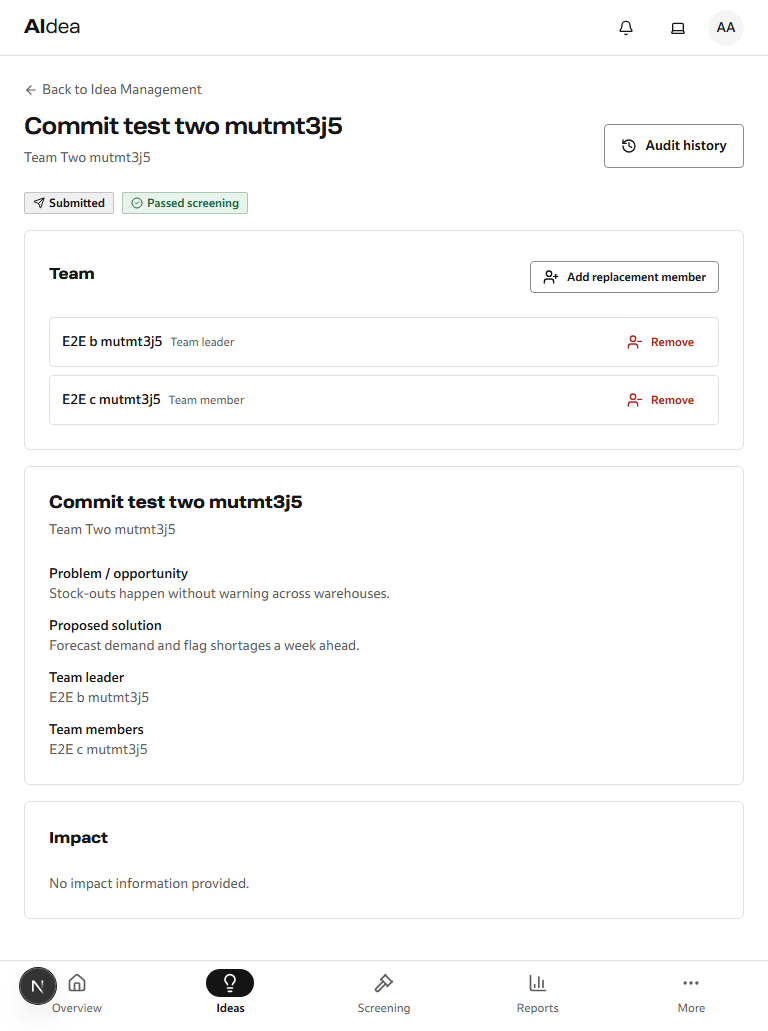 AIdea
AA
Back to Idea Management
Commit test two mutmt3j5
Team Two mutmt3j5
Audit history
Submitted
Passed screening
Team
Add replacement member
E2E b mutmt3j5 Team leader
Remove
E2E c mutmt3j5 Team member
Remove
Commit test two mutmt3j5
Team Two mutmt3j5
Problem / opportunity
Stock-outs happen without warning across warehouses.
Proposed solution
Forecast demand and flag shortages a week ahead.
Team leader
E2E b mutmt3j5
Team members
E2E c mutmt3j5
Impact
No impact information provided.
N
Overview
Ideas
Screening
Reports
More